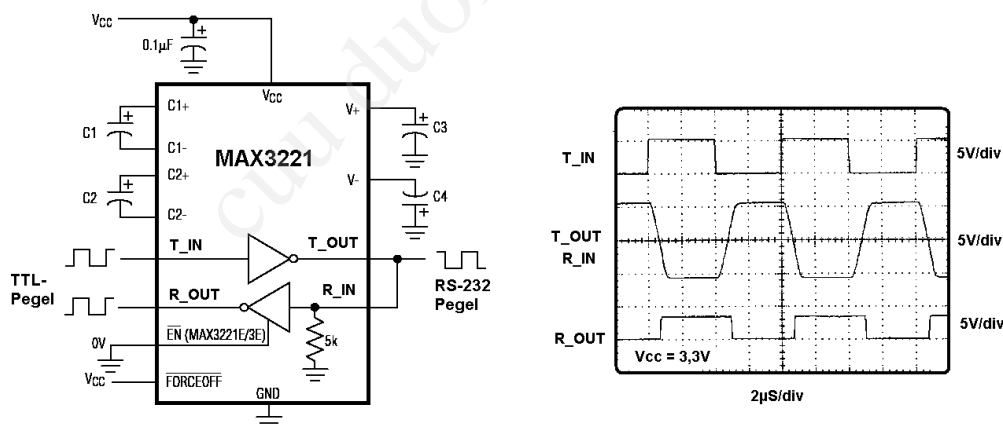 cuu duo
Vcc
0.1µF
Vcc
C1
C1+
C1-
V+
C3
MAX3221
C2
C2+
C2-
V-
C4
T_IN
T_OUT
TTL-
Pegel
R_OUT
R_IN
RS-232
Pegel
EN (MAX3221E/3E)
5k
0V
Vcc
FORCEOFF
GND
T_IN
5V/div
T_OUT
R_IN
5V/div
R_OUT
5V/div
Vcc = 3,3V
2µS/div